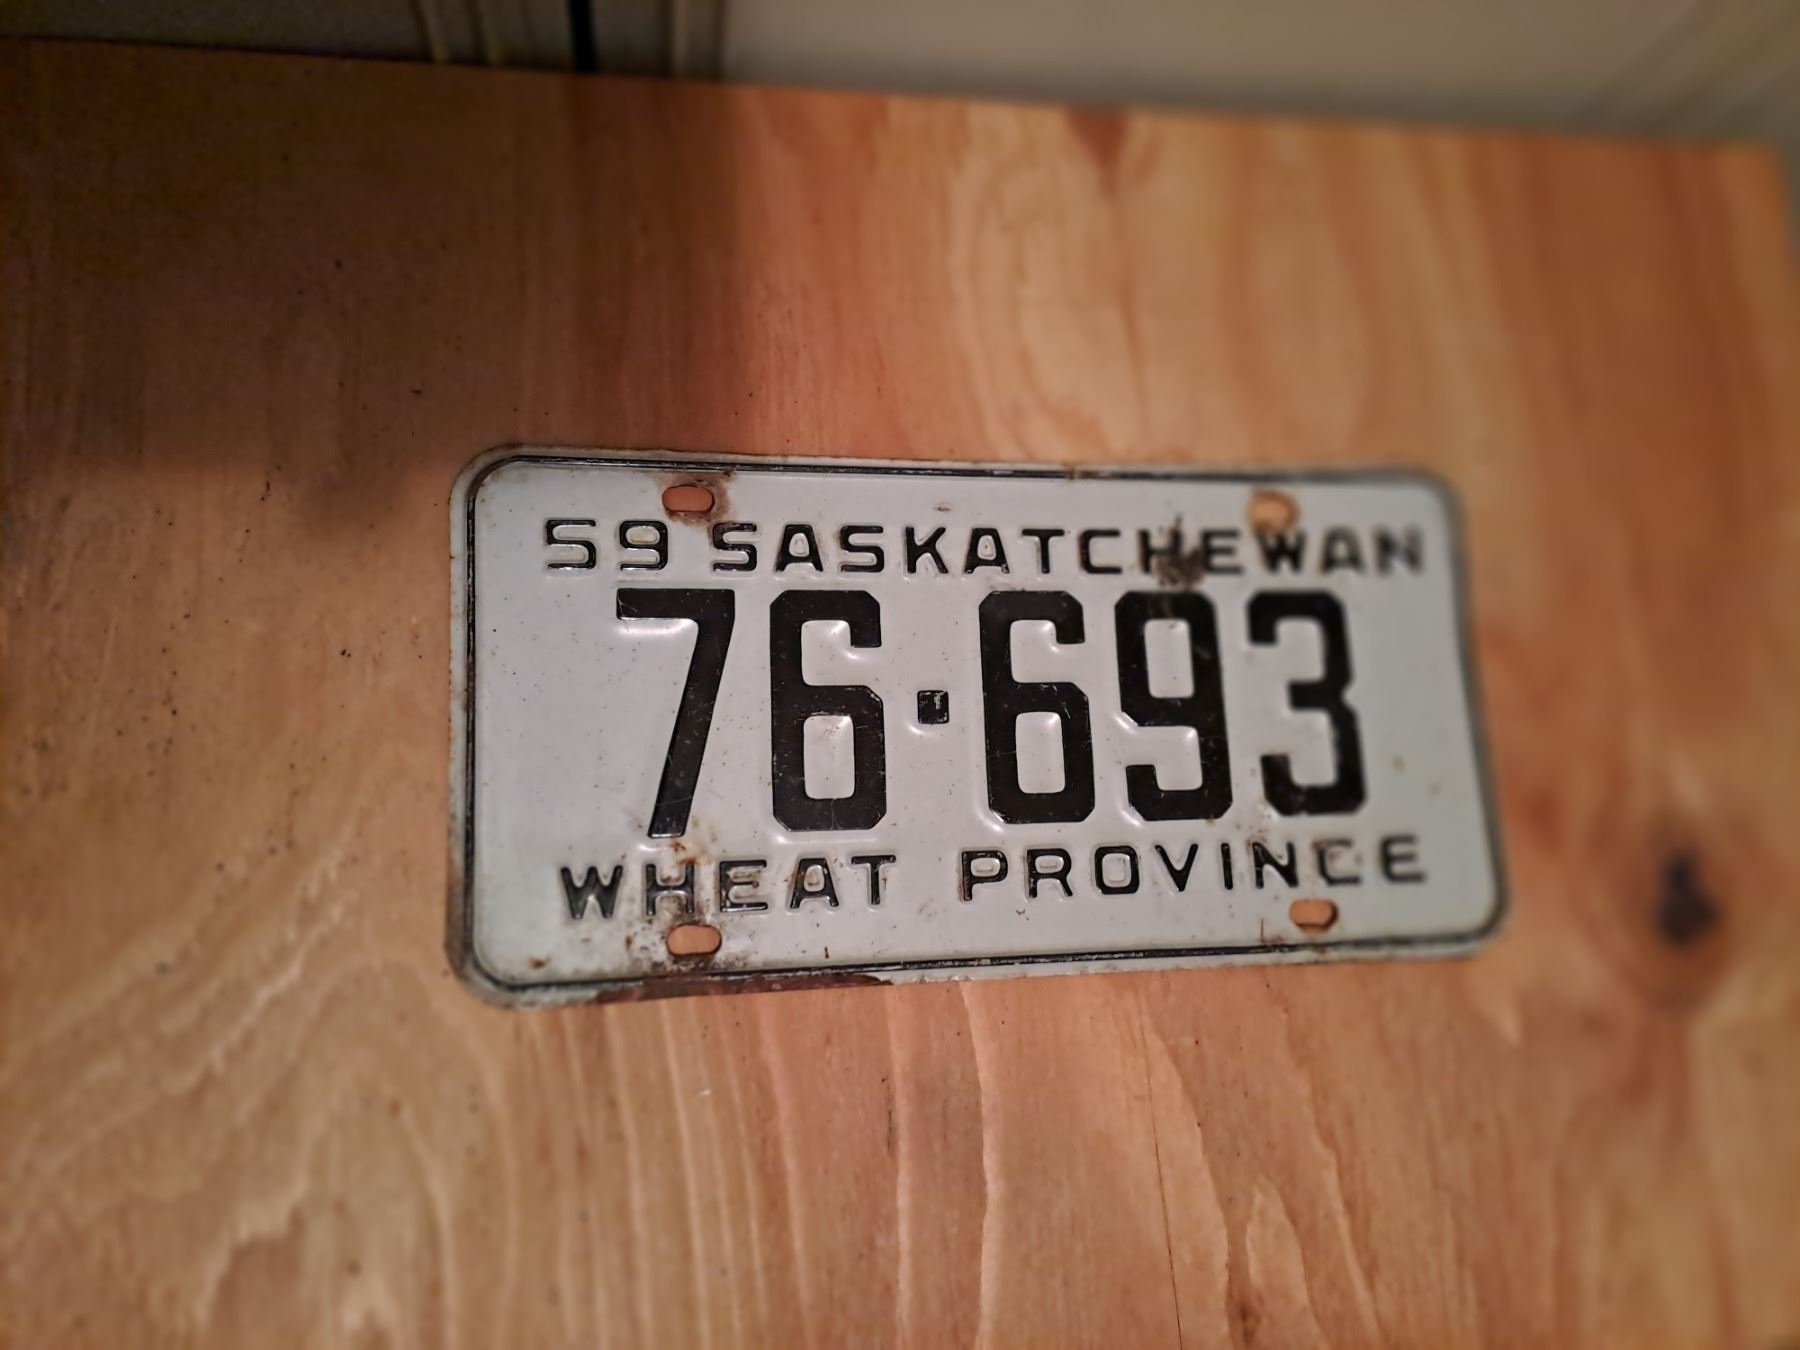 59 SASKATCHEWAN
76·693
WHEAT PROVINCE